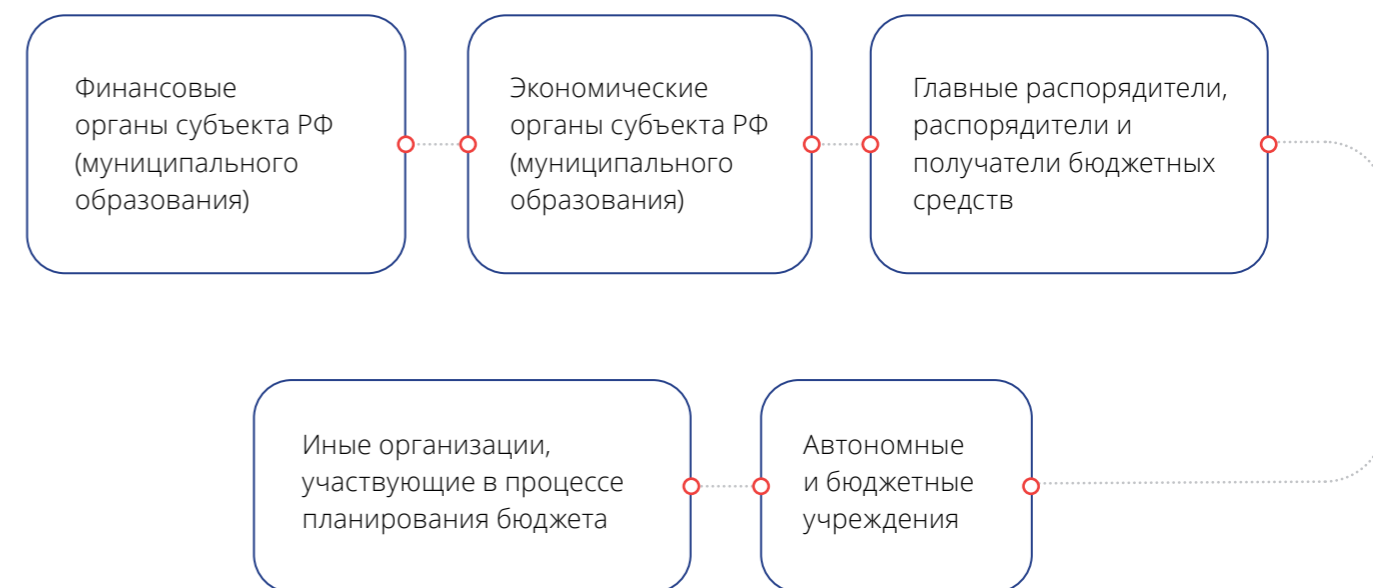 Финансовые
органы субъекта РФ
(муниципального
образования)
Экономические
органы субъекта РФ
(муниципального
образования)
Главные распорядители,
распорядители и
получатели бюджетных
средств
Иные организации,
участвующие в процессе
планирования бюджета
Автономные
и бюджетные
учреждения